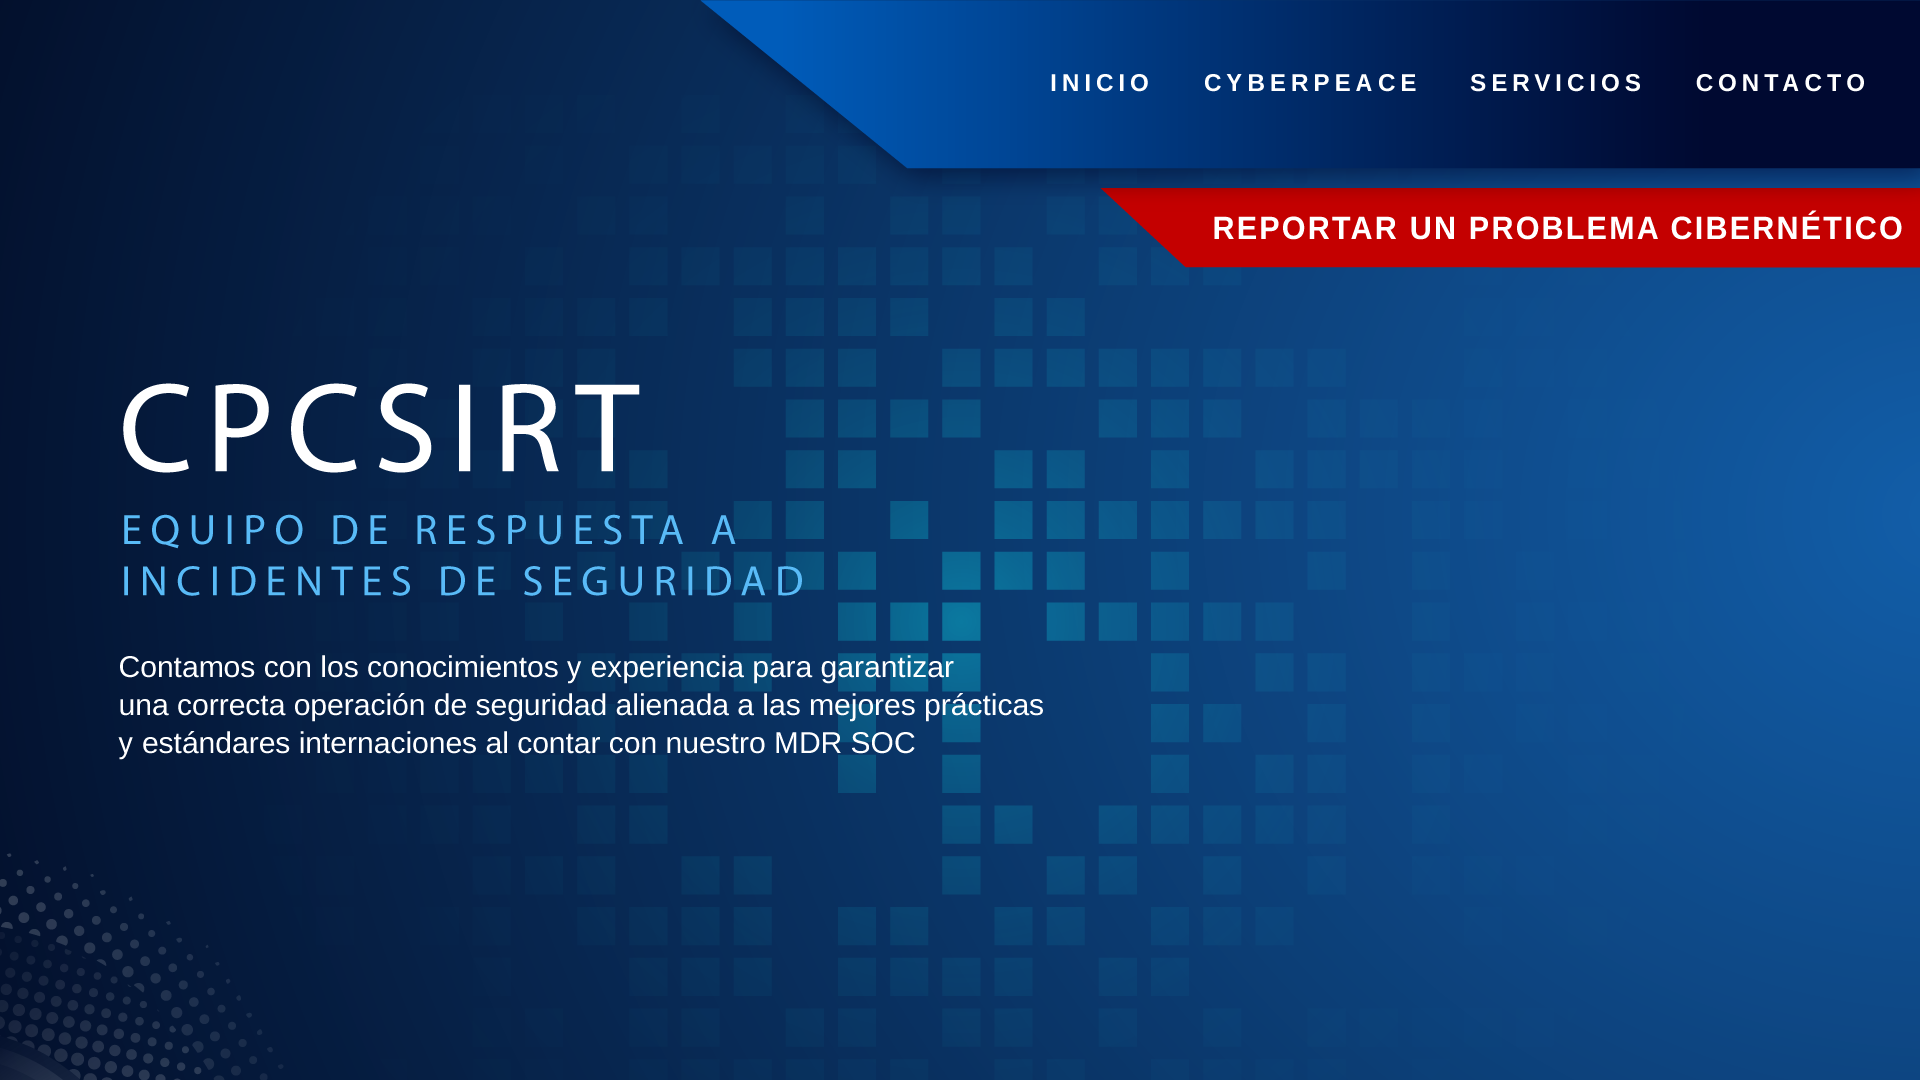 INICIO CYBERPEACE SERVICIOS CONTACTO
REPORTAR UN PROBLEMA CIBERNÉTICO
CPCSIRT
EQUIPO DE RESPUESTA A
INCIDENTES DE SEGURIDAD
Contamos con los conocimientos y experiencia para garantizar
una correcta operación de seguridad alienada a las mejores prácticas
y estándares internaciones al contar con nuestro MDR SOC